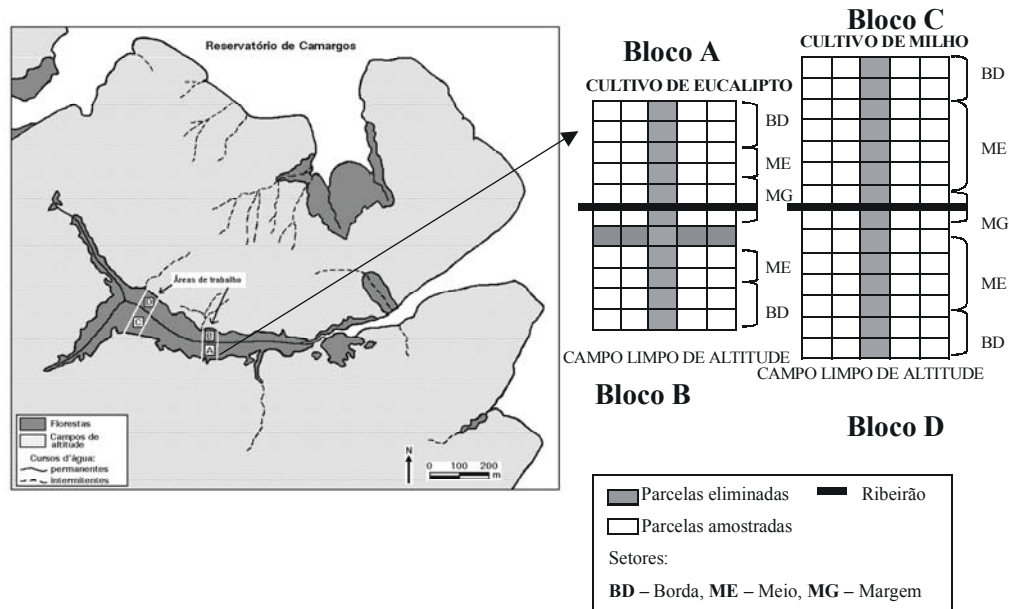 Reservatório de Camargos
Áreas de trabalho
D
C
B
A
Florestas
Campos de
altitude
Cursos d'água:
permanentes
intermitentes
N
0 100 200
m
Bloco A
CULTIVO DE EUCALIPTO
BD
ME
MG
ME
BD
CAMPO LIMPO DE ALTITUDE
Bloco B
Bloco C
CULTIVO DE MILHO
BD
ME
MG
ME
BD
CAMPO LIMPO DE ALTITUDE
Bloco D
Parcelas eliminadas
Ribeirão
Parcelas amostradas
Setores:
BD – Borda, ME – Meio, MG – Margem